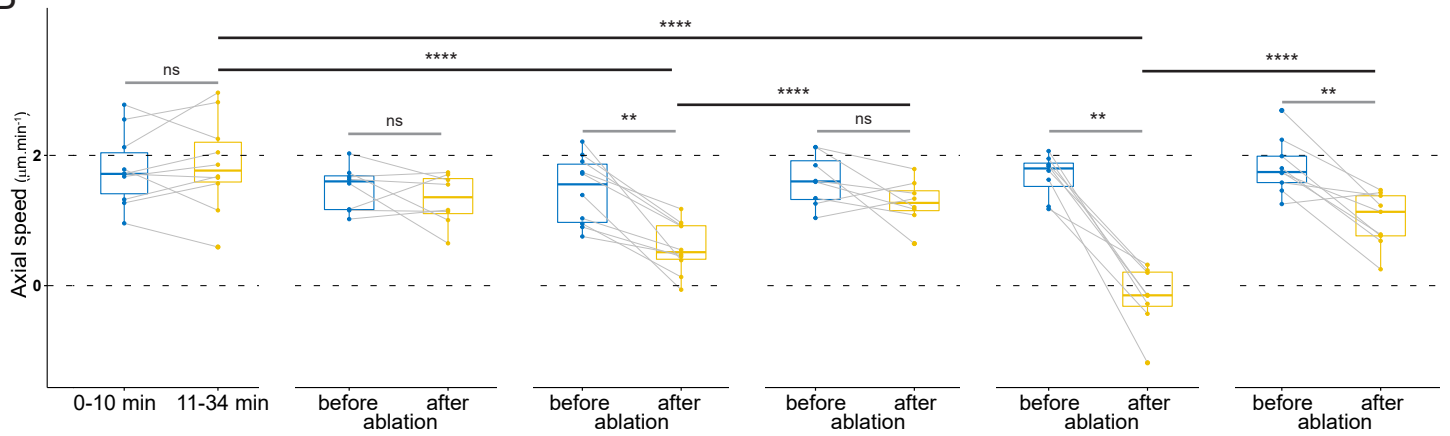 ****
****
****
ns
****
**
ns
**
ns
**
Axial speed (µm.min⁻¹)
2
0
0-10 min 11-34 min
before after
ablation
before after
ablation
before after
ablation
before after
ablation
before after
ablation